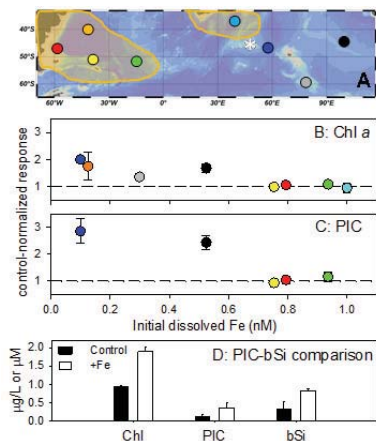 30°S
40°S
50°S
60°S
A
60°W 30°W 0° 30°E 60°E 90°E 120°E
control-normalized response
B: Chl a
3
2
1
C: PIC
3
2
1
0.0 0.2 0.4 0.6 0.8 1.0
Initial dissolved Fe (nM)
µg/L or µM
2.0
1.5
1.0
0.5
0.0
Control
+Fe
D: PIC-bSi comparison
Chl PIC bSi